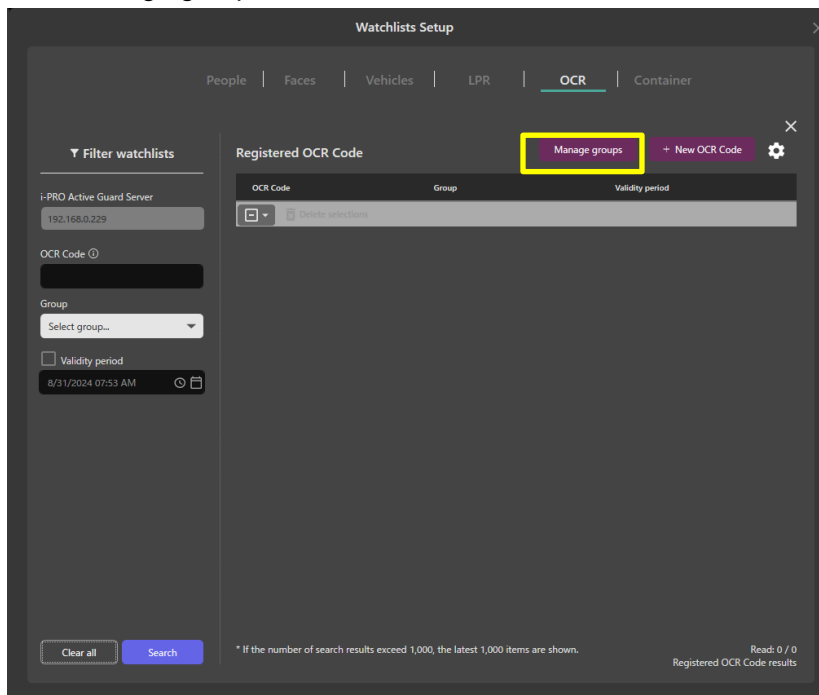 Watchlists Setup
People
Faces
Vehicles
LPR
OCR
Container
Filter watchlists
Registered OCR Code
Manage groups
+ New OCR Code
OCR Code
Group
Validity period
Delete selections
i-PRO Active Guard Server
192.168.0.229
OCR Code
Group
Select group...
Validity period
8/31/2024 07:53 AM
Clear all
Search
* If the number of search results exceed 1,000, the latest 1,000 items are shown.
Read: 0 / 0
Registered OCR Code results